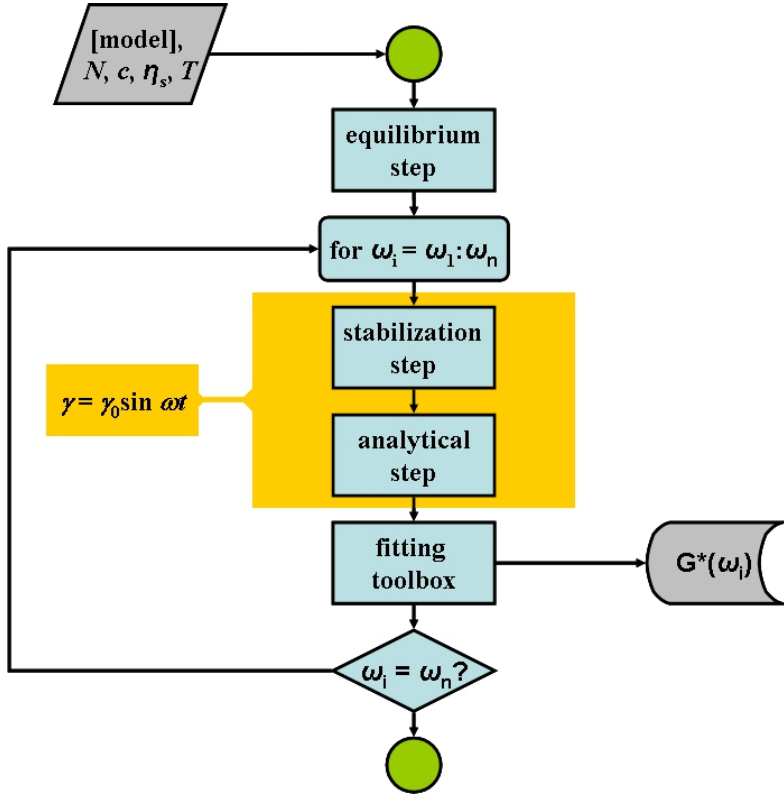 [model],
N, c, ηs, T
equilibrium
step
for ωi = ω1:ωn
stabilization
step
γ = γ0sin ωt
analytical
step
fitting
toolbox
G*(ωi)
ωi = ωn?